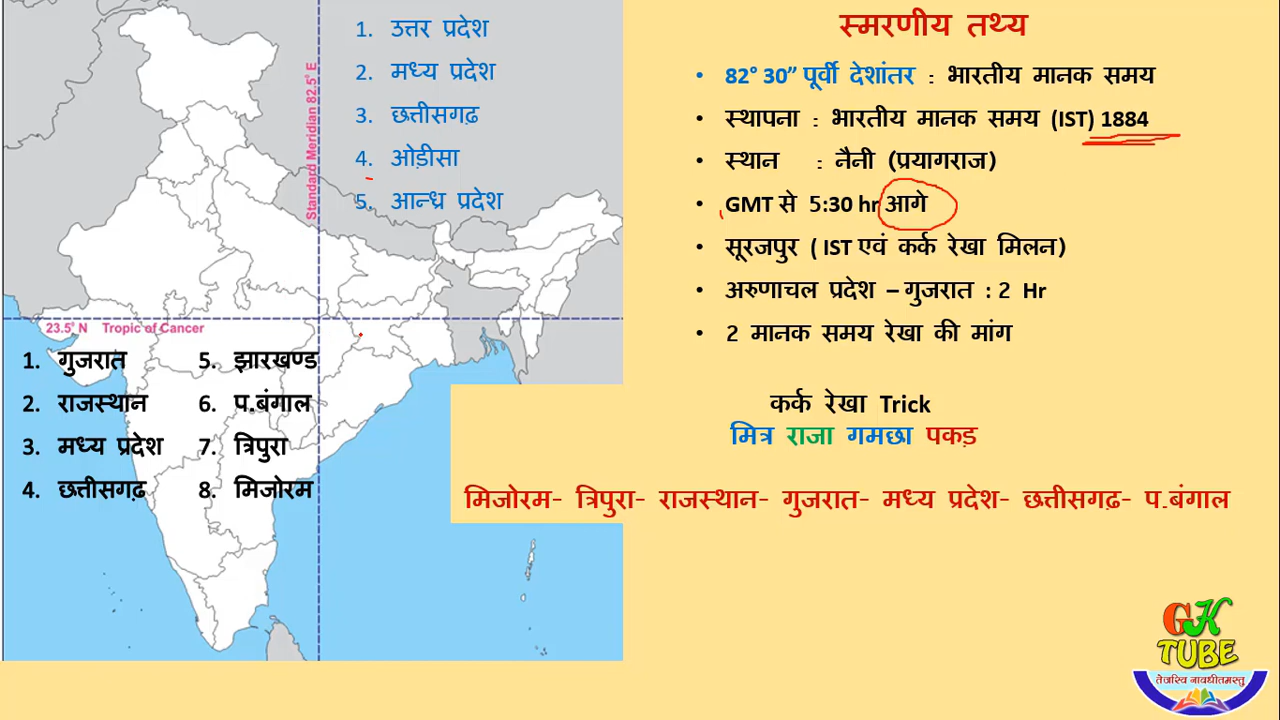 1. उत्तर प्रदेश
2. मध्य प्रदेश
3. छत्तीसगढ़
4. ओड़ीसा
5. आन्ध्र प्रदेश
Standard Meridian 82.5° E
23.5° N Tropic of Cancer
1. गुजरात
2. राजस्थान
3. मध्य प्रदेश
4. छत्तीसगढ़
5. झारखण्ड
6. प.बंगाल
7. त्रिपुरा
8. मिजोरम
स्मरणीय तथ्य
• 82° 30” पूर्वी देशांतर : भारतीय मानक समय
• स्थापना : भारतीय मानक समय (IST) 1884
• स्थान : नैनी (प्रयागराज)
• GMT से 5:30 hr आगे
• सूरजपुर ( IST एवं कर्क रेखा मिलन)
• अरुणाचल प्रदेश – गुजरात : 2 Hr
• 2 मानक समय रेखा की मांग
कर्क रेखा Trick
मित्र राजा गमछा पकड़
मिजोरम- त्रिपुरा- राजस्थान- गुजरात- मध्य प्रदेश- छत्तीसगढ़- प.बंगाल
GK
TUBE
तेजस्वि नावधीतमस्तु